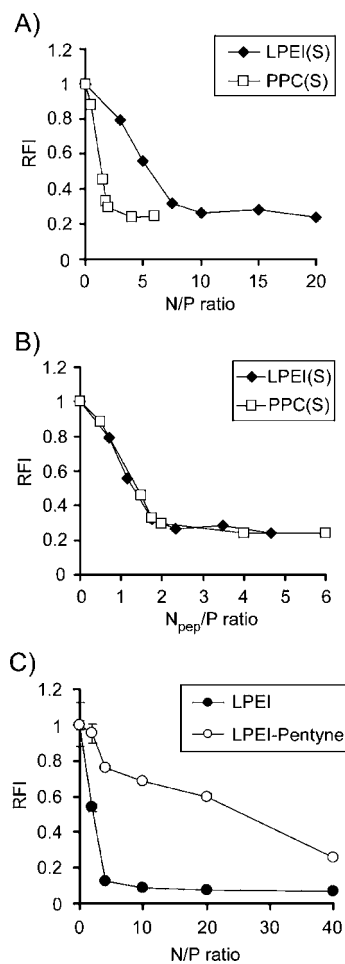 A)
LPEI(S)
PPC(S)
1.2
1
0.8
0.6
0.4
0.2
0
RFI
0 5 10 15 20
N/P ratio
B)
LPEI(S)
PPC(S)
1.2
1
0.8
0.6
0.4
0.2
0
RFI
0 1 2 3 4 5 6
Npep/P ratio
C)
LPEI
LPEI-Pentyne
1.2
1
0.8
0.6
0.4
0.2
0
RFI
0 10 20 30 40
N/P ratio